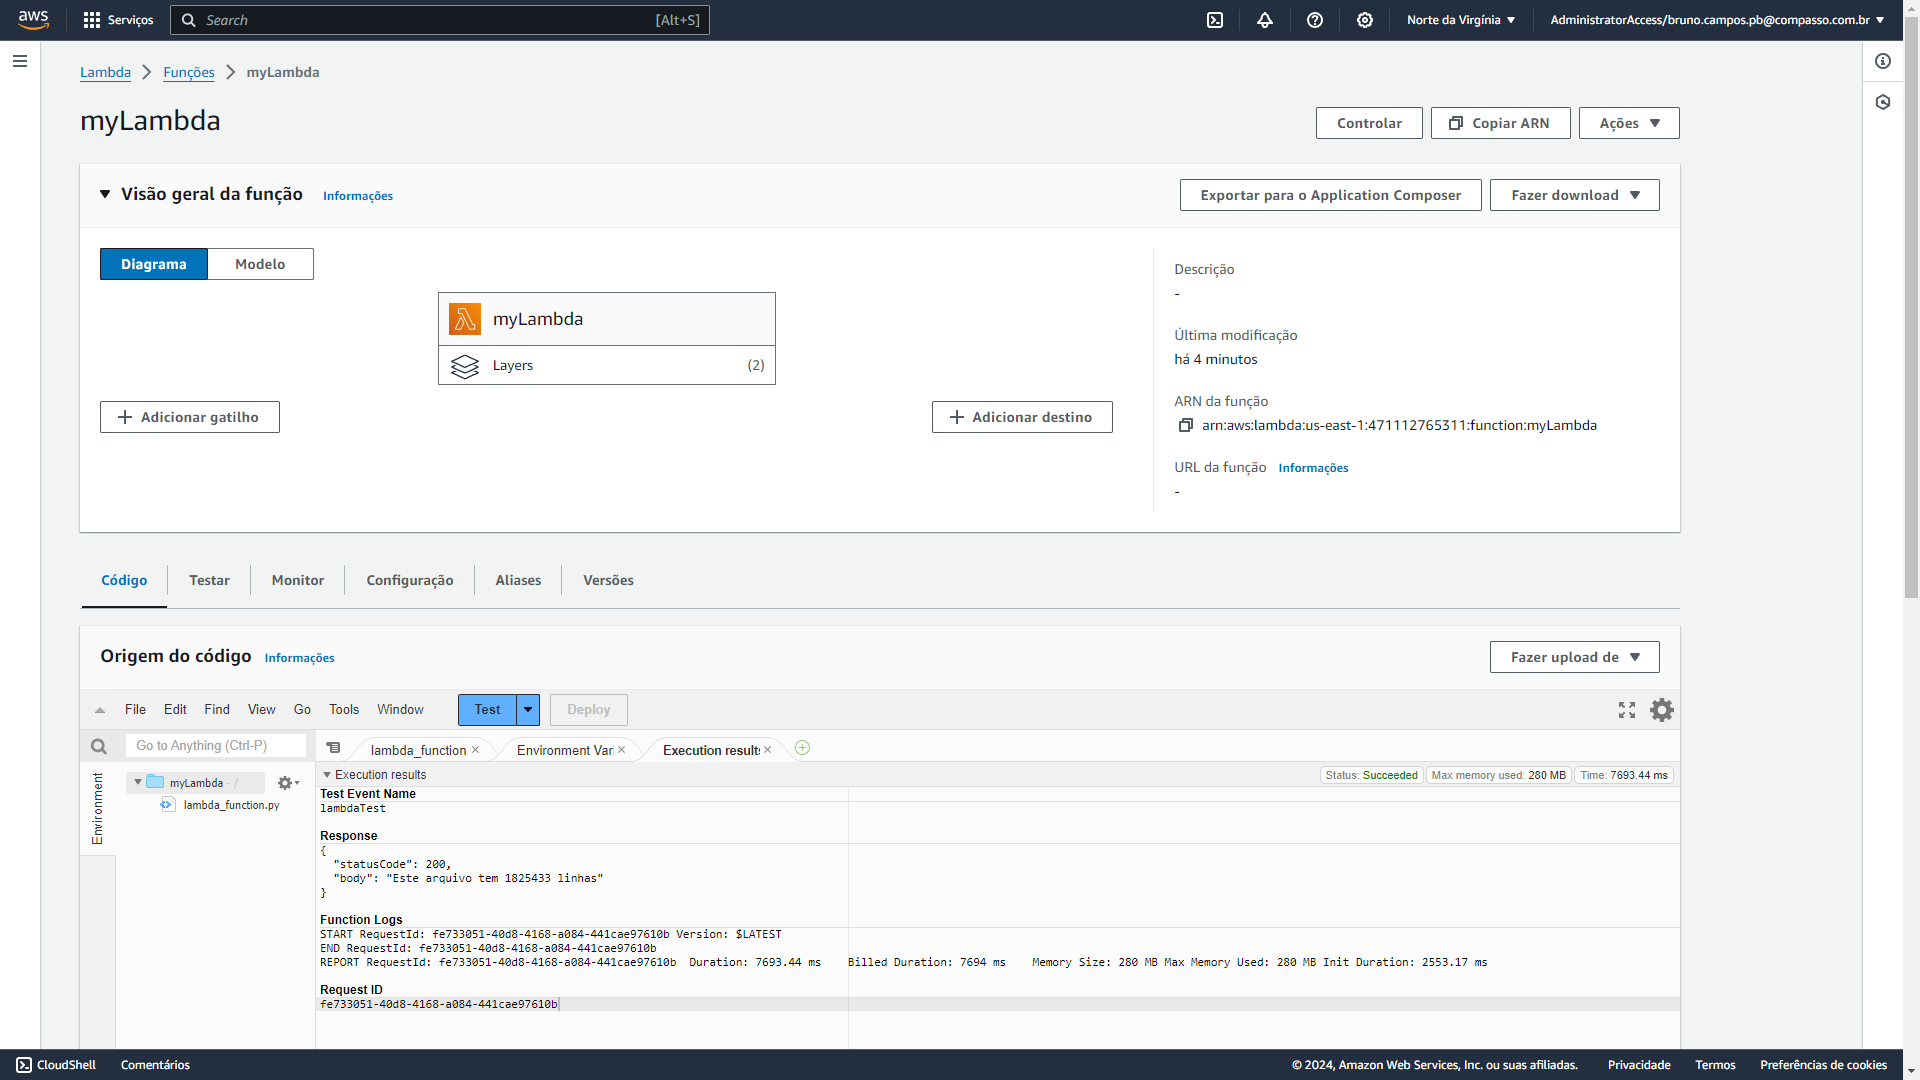 aws
Serviços
Search
[Alt+S]
Norte da Virgínia
AdministratorAccess/bruno.campos.pb@compasso.com.br
Lambda
Funções
myLambda
myLambda
Controlar
Copiar ARN
Ações
Visão geral da função
Informações
Exportar para o Application Composer
Fazer download
Diagrama
Modelo
myLambda
Layers
(2)
Adicionar gatilho
Adicionar destino
Descrição
-
Última modificação
há 4 minutos
ARN da função
arn:aws:lambda:us-east-1:471112765311:function:myLambda
URL da função
Informações
-
Código
Testar
Monitor
Configuração
Aliases
Versões
Origem do código
Informações
Fazer upload de
File
Edit
Find
View
Go
Tools
Window
Test
Deploy
Go to Anything (Ctrl-P)
lambda_function
Environment Var
Execution results
Environment
myLambda - /
lambda_function.py
Execution results
Status: Succeeded
Max memory used: 280 MB
Time: 7693.44 ms
Test Event Name
lambdaTest
Response
{
"statusCode": 200,
"body": "Este arquivo tem 1825433 linhas"
}
Function Logs
START RequestId: fe733051-40d8-4168-a084-441cae97610b Version: $LATEST
END RequestId: fe733051-40d8-4168-a084-441cae97610b
REPORT RequestId: fe733051-40d8-4168-a084-441cae97610b Duration: 7693.44 ms Billed Duration: 7694 ms Memory Size: 280 MB Max Memory Used: 280 MB Init Duration: 2553.17 ms
Request ID
fe733051-40d8-4168-a084-441cae97610b
CloudShell
Comentários
© 2024, Amazon Web Services, Inc. ou suas afiliadas.
Privacidade
Termos
Preferências de cookies